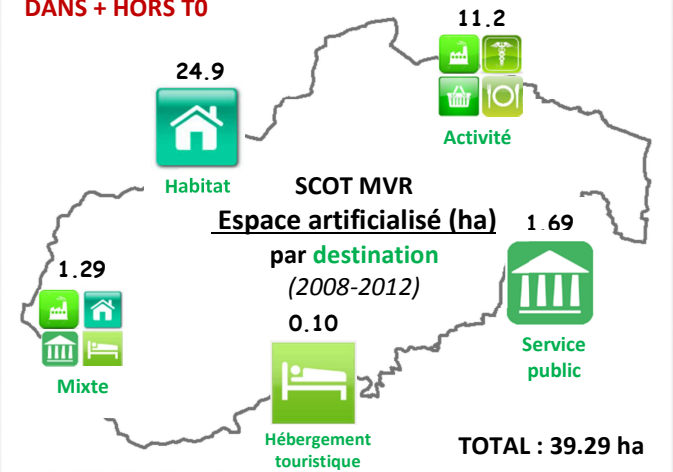 DANS + HORS T0
11.2
24.9
Activité
Habitat
SCOT MVR
Espace artificialisé (ha)
par destination
(2008-2012)
1.69
1.29
0.10
Service
public
Mixte
Hébergement
touristique
TOTAL : 39.29 ha